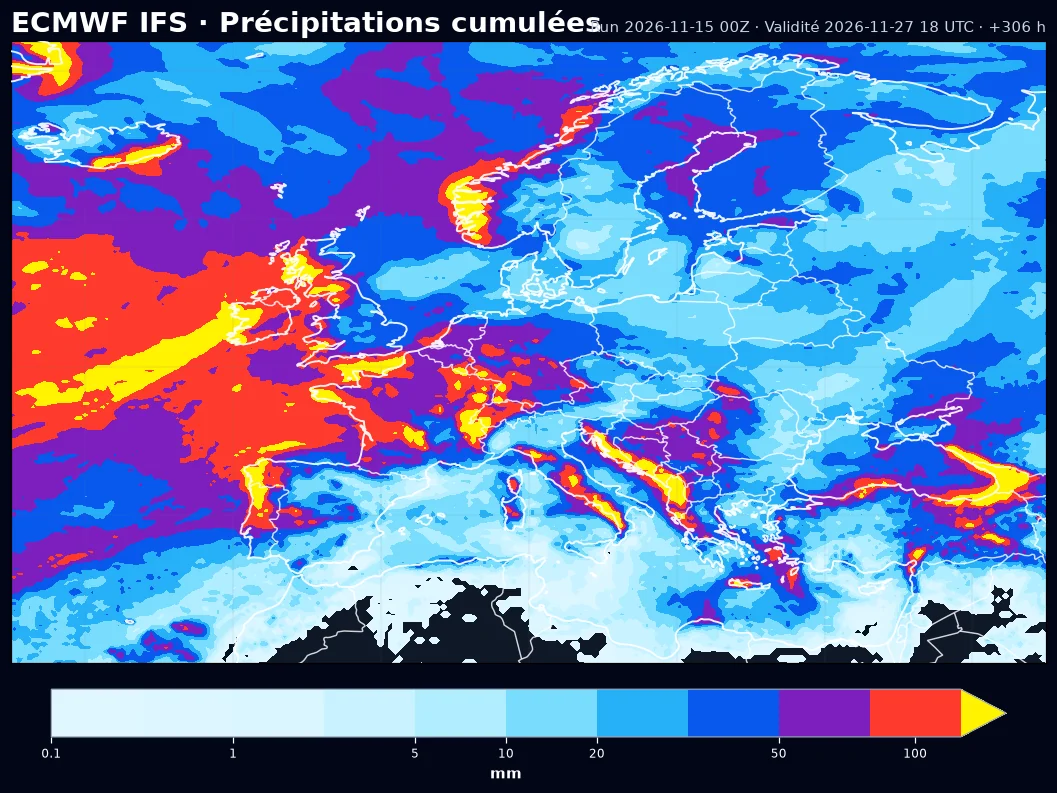 ECMWF IFS · Précipitations cumulées
Run 2026-11-15 00Z · Validité 2026-11-27 18 UTC · +306 h
0.1 1 5 10 20 50 100
mm